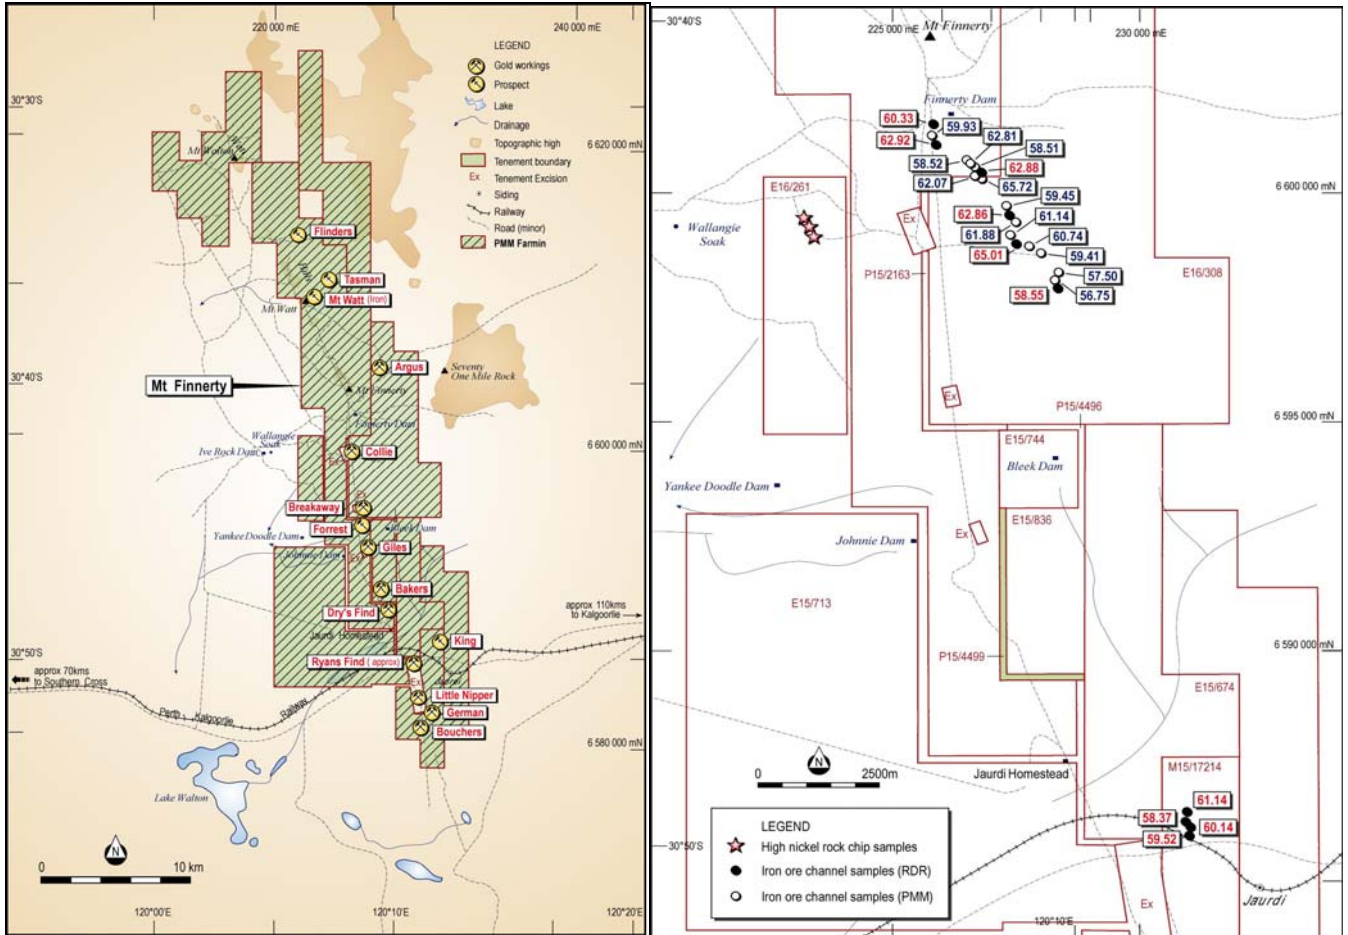 220 000 mE
240 000 mE
LEGEND
Gold workings
Prospect
Lake
Drainage
Topographic high
Tenement boundary
Ex Tenement Excision
Siding
Railway
Road (minor)
PMM Farmin
30°30'S
6 620 000 mN
Mt Walton
Flinders
Tasman
Mt Watt (Iron)
Mt Watt
Argus
Seventy
One Mile Rock
30°40'S
Mt Finnerty
Mt Finnerty
Finnerty Dam
Wallangie
Soak
Ive Rock Dam
6 600 000 mN
Collie
Ex
Breakaway
Forrest
Bleek Dam
Yankee Doodle Dam
Johnnie Dam
Giles
Ex
Bakers
Dry's Find
approx 110kms
to Kalgoorlie
Jaurdi Homestead
King
30°50'S
Ryans Find (approx)
approx 70kms
to Southern Cross
Ex
Little Nipper
German
Bouchers
Perth - Kalgoorlie Railway
6 580 000 mN
Lake Walton
N
0 10 km
120°00'E
120°10'E
120°20'E
30°40'S
225 000 mE
230 000 mE
Mt Finnerty
Finnerty Dam
60.33
59.93
62.81
62.92
58.51
58.52
62.88
62.07
65.72
6 600 000 mN
E16/261
59.45
Ex
62.86
61.14
Wallangie
Soak
61.88
60.74
65.01
59.41
P15/2163
E16/308
57.50
58.55
56.75
Ex
P15/4496
6 595 000 mN
E15/744
Bleek Dam
Yankee Doodle Dam
E15/836
Johnnie Dam
Ex
E15/713
P15/4499
6 590 000 mN
E15/674
N
0 2500m
Jaurdi Homestead
M15/17214
61.14
58.37
60.14
59.52
LEGEND
High nickel rock chip samples
Iron ore channel samples (RDR)
Iron ore channel samples (PMM)
30°50'S
Ex
Jaurdi
120°10'E